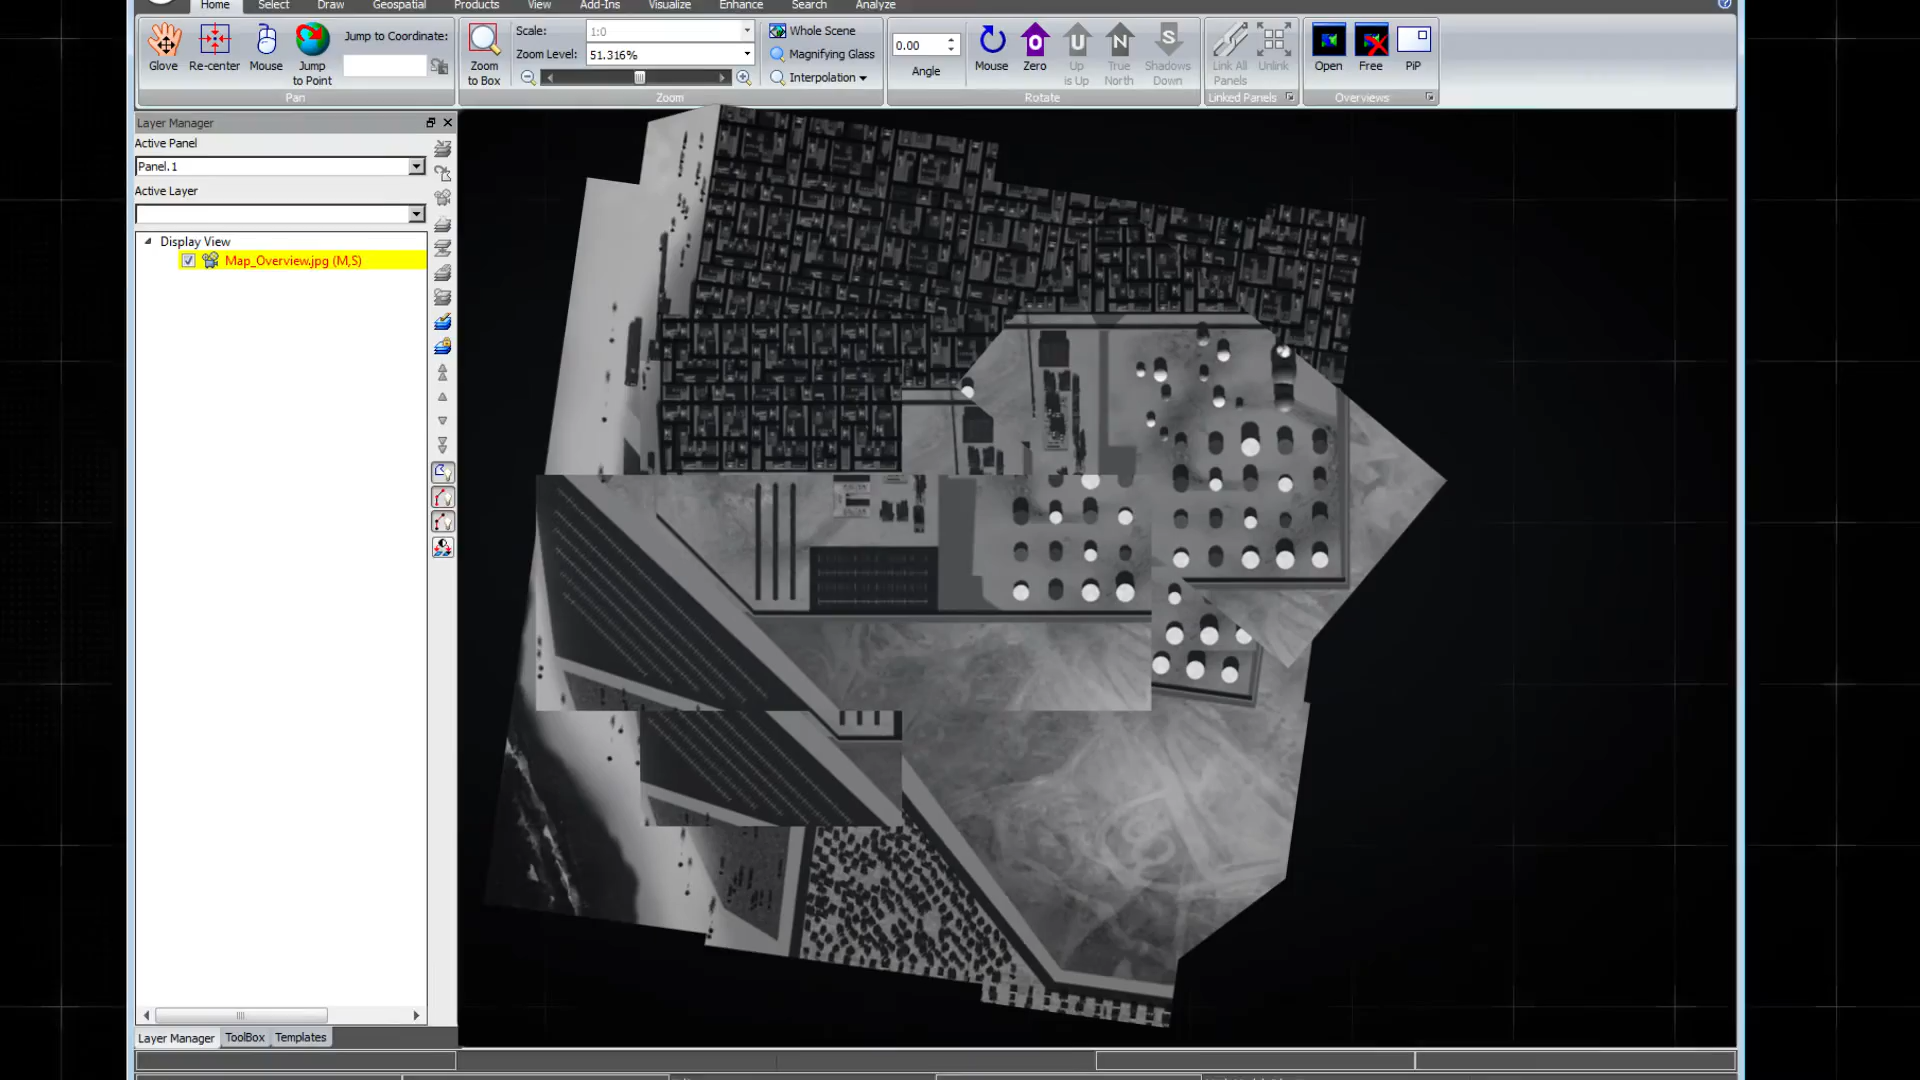 Home Select Draw Geospatial Products View Add-Ins Visualize Enhance Search Analyze
Glove
Re-center
Mouse
Jump
to Point
Jump to Coordinate:
Pan
Zoom
to Box
Scale:
1:0
Zoom Level:
51.316%
Whole Scene
Magnifying Glass
Interpolation
Zoom
0.00
Angle
Mouse
O
Zero
U
Up
is Up
N
True
North
S
Shadows
Down
Rotate
Link All
Panels
Unlink
Linked Panels
Open
Free
PiP
Overviews
Layer Manager
Active Panel
Panel.1
Active Layer
Display View
Map_Overview.jpg (M,S)
Layer Manager ToolBox Templates